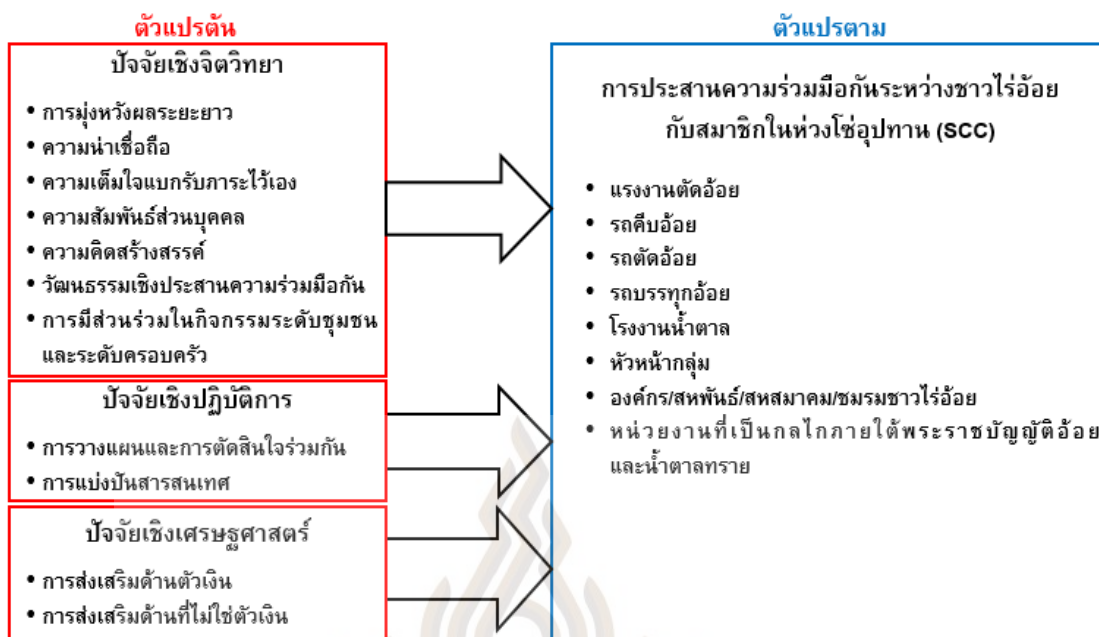 ตัวแปรต้น
ปัจจัยเชิงจิตวิทยา
• การมุ่งหวังผลระยะยาว
• ความน่าเชื่อถือ
• ความเต็มใจแบกรับภาระไว้เอง
• ความสัมพันธ์ส่วนบุคคล
• ความคิดสร้างสรรค์
• วัฒนธรรมเชิงประสานความร่วมมือกัน
• การมีส่วนร่วมในกิจกรรมระดับชุมชน
และระดับครอบครัว
ปัจจัยเชิงปฏิบัติการ
• การวางแผนและการตัดสินใจร่วมกัน
• การแบ่งปันสารสนเทศ
ปัจจัยเชิงเศรษฐศาสตร์
• การส่งเสริมด้านตัวเงิน
• การส่งเสริมด้านที่ไม่ใช่ตัวเงิน
ตัวแปรตาม
การประสานความร่วมมือกันระหว่างชาวไร่อ้อย
กับสมาชิกในห่วงโซ่อุปทาน (SCC)
• แรงงานตัดอ้อย
• รถคีบอ้อย
• รถตัดอ้อย
• รถบรรทุกอ้อย
• โรงงานน้ำตาล
• หัวหน้ากลุ่ม
• องค์กร/สหพันธ์/สหสมาคม/ชมรมชาวไร่อ้อย
• หน่วยงานที่เป็นกลไกภายใต้พระราชบัญญัติอ้อย
และน้ำตาลทราย